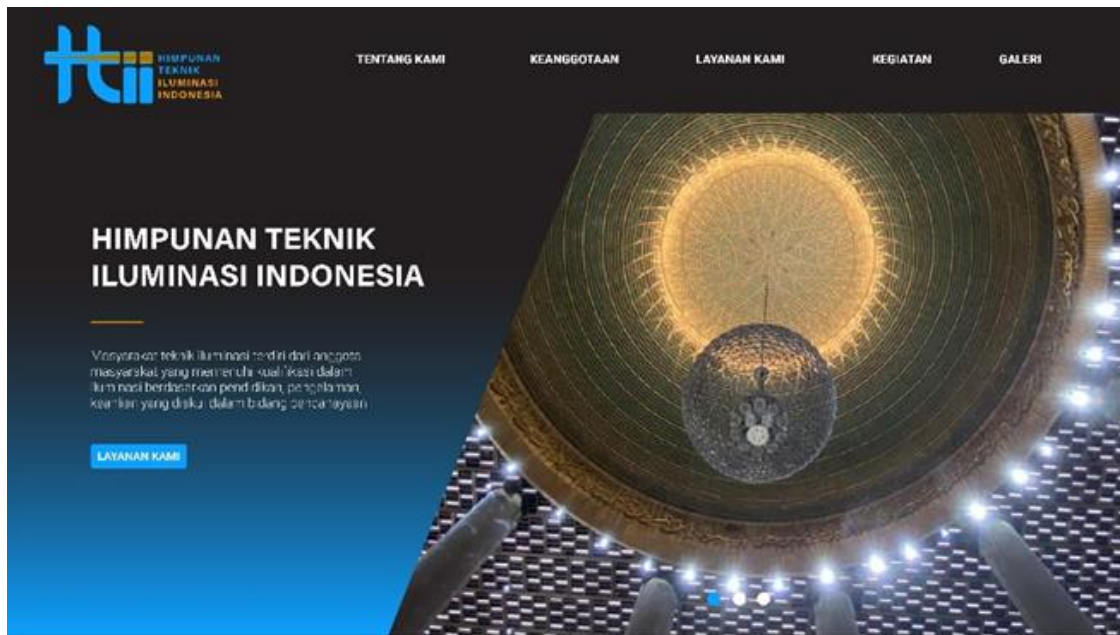 HIMPUNAN
TEKNIK
ILUMINASI
INDONESIA
TENTANG KAMI
KEANGGOTAAN
LAYANAN KAMI
KEGIATAN
GALERI
HIMPUNAN TEKNIK
ILUMINASI INDONESIA
Masyarakat teknik iluminasi terdiri dari anggota
masyarakat yang memenuhi kualifikasi dalam
iluminasi berdasarkan pendidikan, pengalaman,
keahlian yang diakui dalam bidang pencahayaan
LAYANAN KAMI